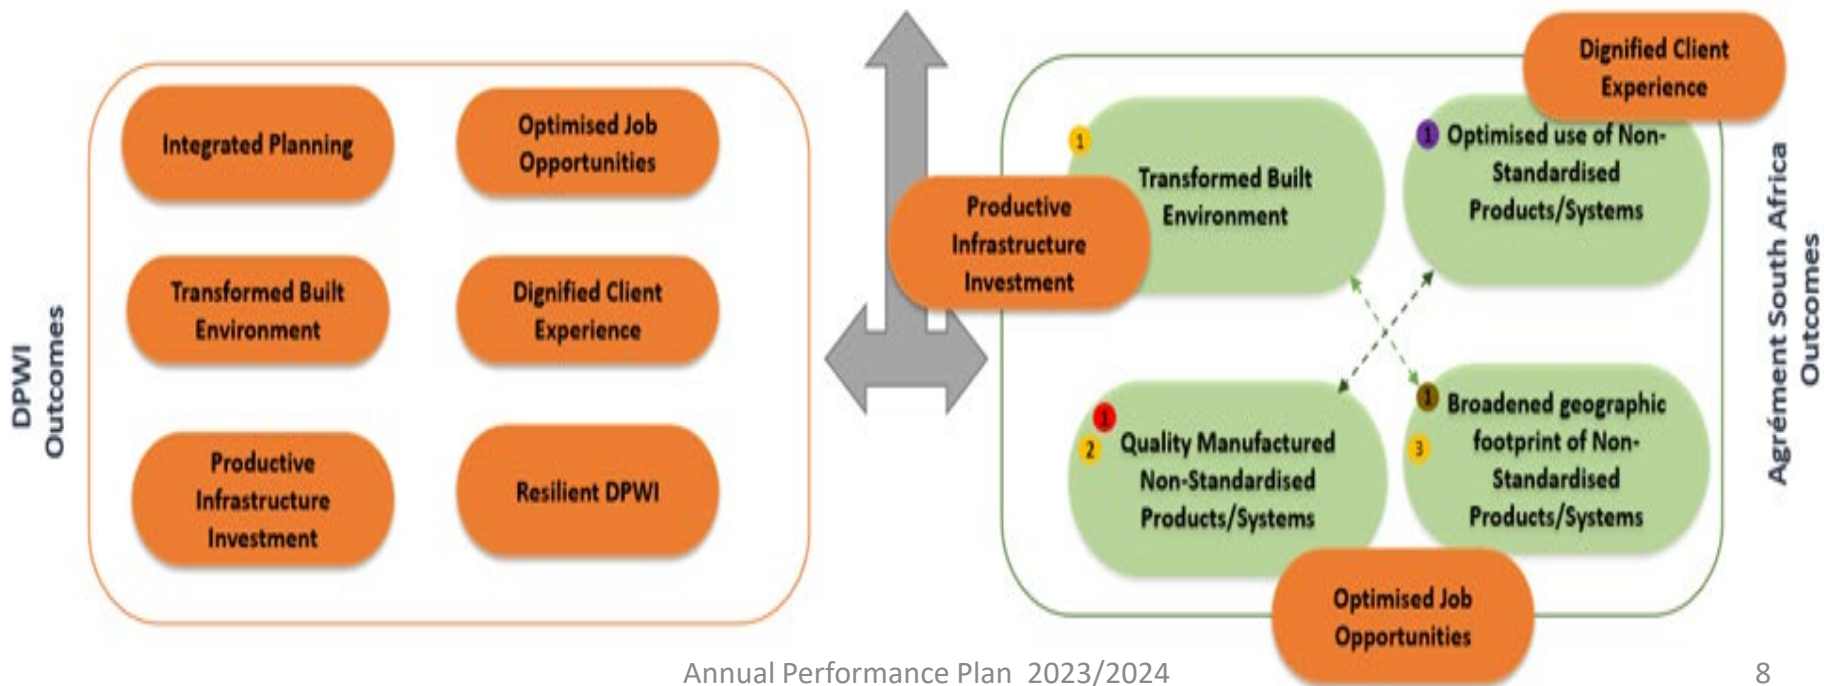 DPWI
Outcomes
Integrated Planning
Optimised Job
Opportunities
Transformed Built
Environment
Dignified Client
Experience
Productive
Infrastructure
Investment
Resilient DPWI
Productive
Infrastructure
Investment
1
Transformed Built
Environment
Dignified Client
Experience
1
Optimised use of Non-
Standardised
Products/Systems
1
2
Quality Manufactured
Non-Standardised
Products/Systems
1
3
Broadened geographic
footprint of Non-
Standardised
Products/Systems
Optimised Job
Opportunities
Agrément South Africa
Outcomes
Annual Performance Plan 2023/2024
8